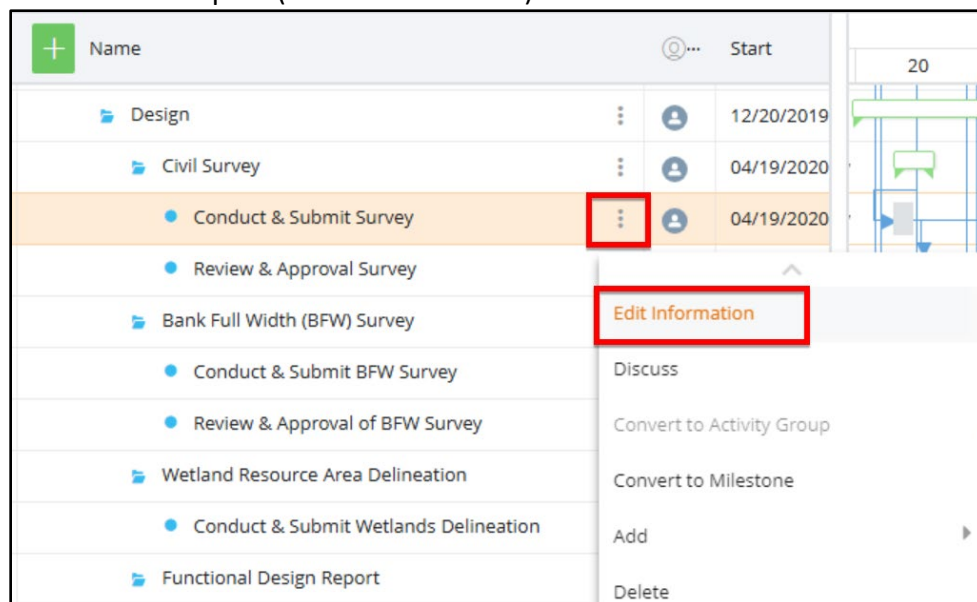 Name Start 20
Design 12/20/2019
Civil Survey 04/19/2020
Conduct & Submit Survey 04/19/2020
Review & Approval Survey
Edit Information
Bank Full Width (BFW) Survey
Discuss
Conduct & Submit BFW Survey
Review & Approval of BFW Survey
Convert to Activity Group
Wetland Resource Area Delineation
Convert to Milestone
Conduct & Submit Wetlands Delineation
Add
Functional Design Report
Delete